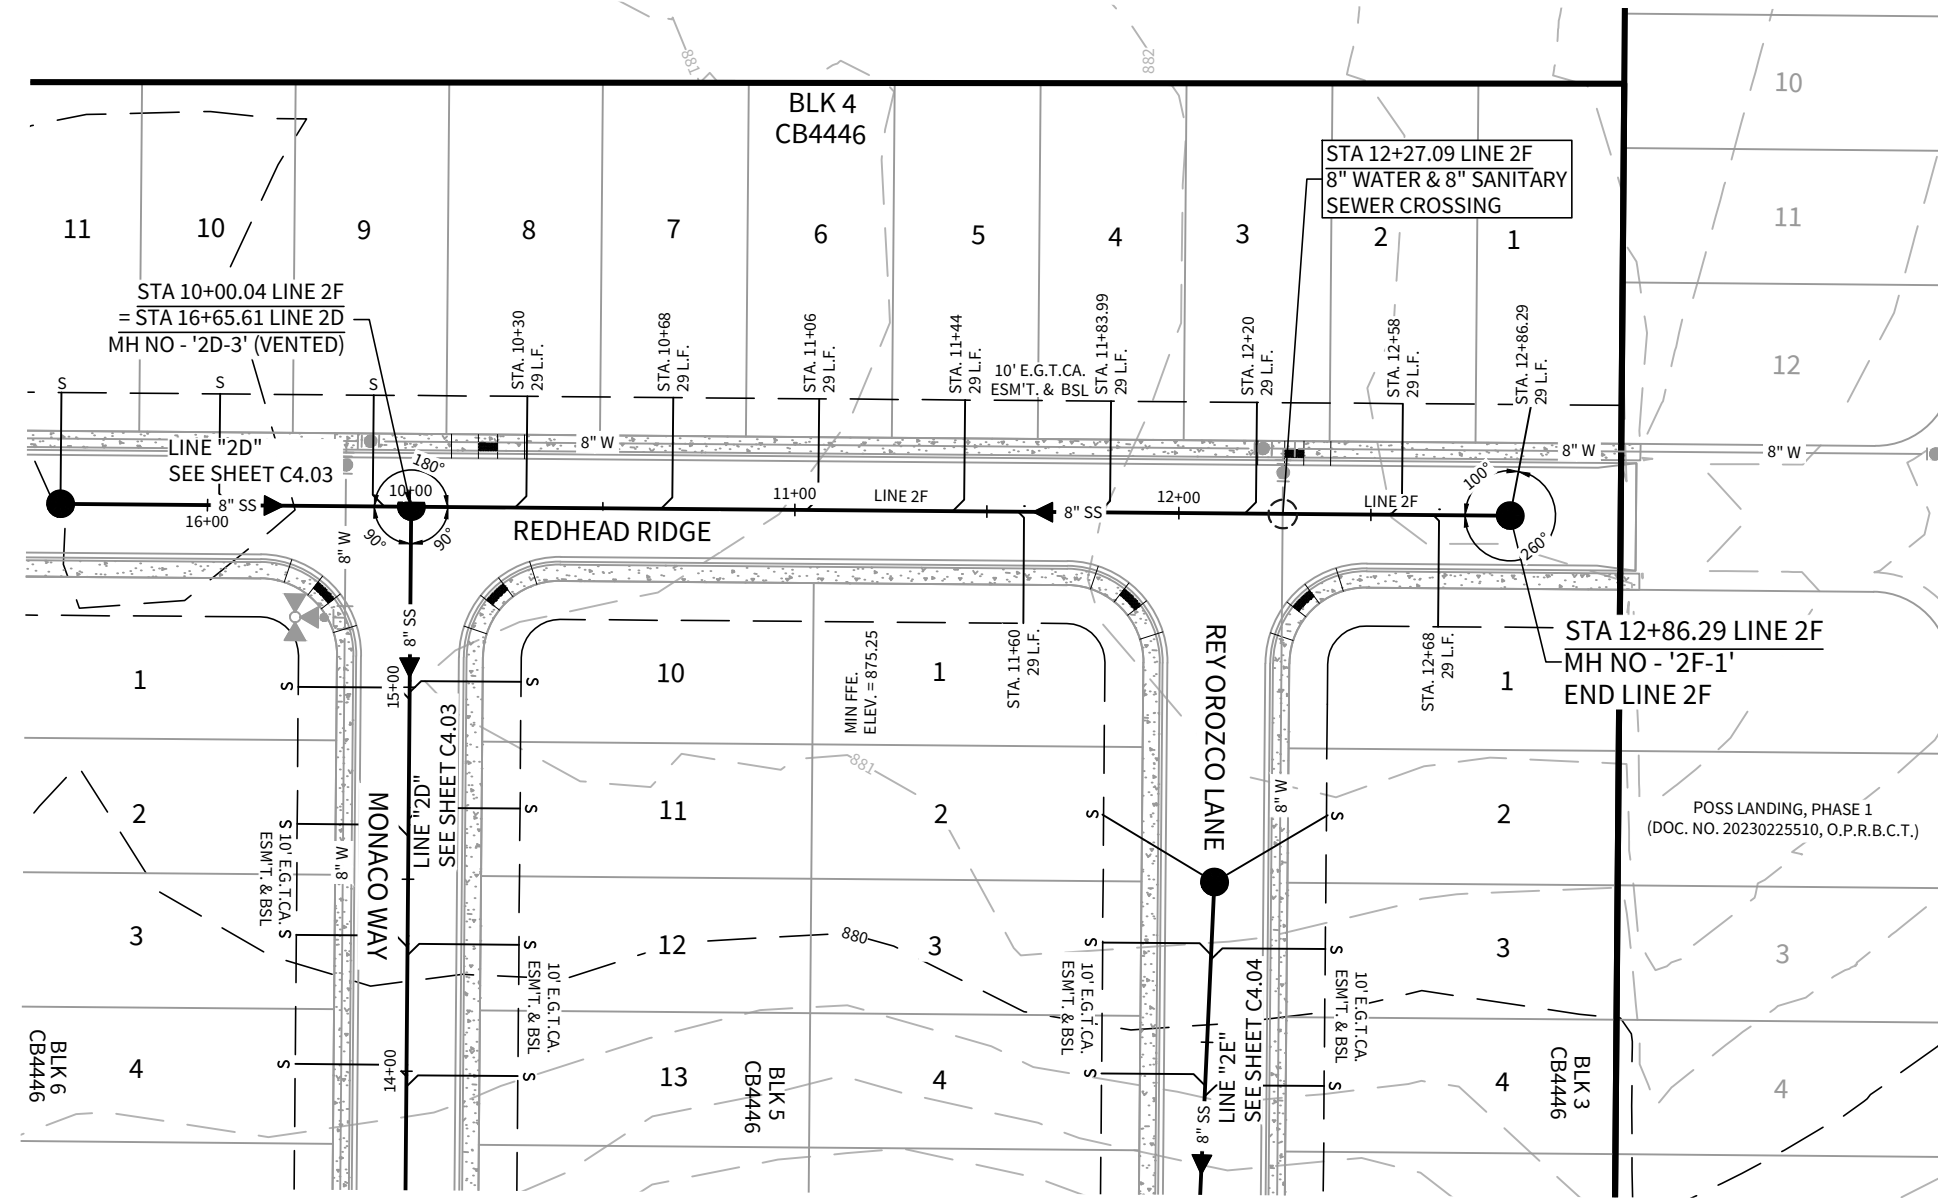 881
882
BLK 4
CB4446
10
11
12
STA 12+27.09 LINE 2F
8" WATER & 8" SANITARY
SEWER CROSSING
11
10
9
8
7
6
5
4
3
2
1
STA 10+00.04 LINE 2F
= STA 16+65.61 LINE 2D
MH NO - '2D-3' (VENTED)
STA. 10+30
29 L.F.
STA. 10+68
29 L.F.
STA. 11+06
29 L.F.
STA. 11+44
29 L.F.
10' E.G.T.CA.
ESM'T. & BSL
STA. 11+83.99
29 L.F.
STA. 12+20
29 L.F.
STA. 12+58
29 L.F.
STA. 12+86.29
29 L.F.
S
S
S
LINE "2D"
SEE SHEET C4.03
8" W
8" W
8" W
180°
90°
90°
10+00
100°
260°
8" SS
16+00
11+00
LINE 2F
8" SS
12+00
LINE 2F
REDHEAD RIDGE
8" W
8" SS
15+00
STA. 11+60
29 L.F.
STA. 12+68
29 L.F.
STA 12+86.29 LINE 2F
MH NO - '2F-1'
END LINE 2F
MIN FFE.
ELEV. = 875.25
1
10
1
1
S
S
REY OROZCO LANE
LINE "2D"
SEE SHEET C4.03
MONACO WAY
881
8" W
8" W
2
11
2
2
S
S
S
S
POSS LANDING, PHASE 1
(DOC. NO. 20230225510, O.P.R.B.C.T.)
10' E.G.T.CA.
ESM'T. & BSL
3
12
880
3
3
3
S
S
S
S
10' E.G.T.CA.
ESM'T. & BSL
10' E.G.T.CA.
ESM'T. & BSL
10' E.G.T.CA.
ESM'T. & BSL
LINE "2E"
SEE SHEET C4.04
BLK 6
CB4446
4
13
BLK 5
CB4446
4
4
BLK 3
CB4446
4
S
S
S
S
14+00
8" SS